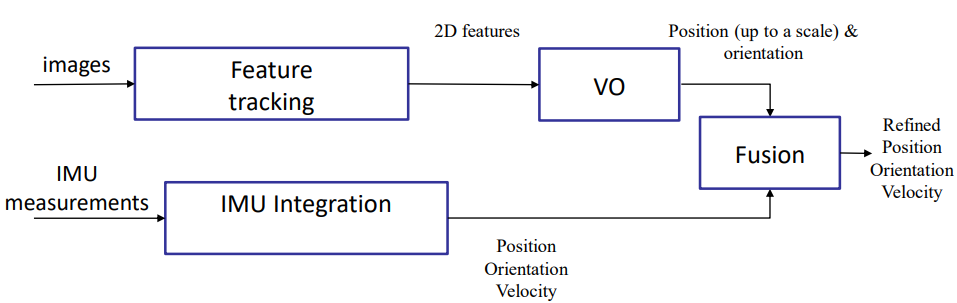 2D features
Position (up to a scale) &
orientation
images
Feature
tracking
VO
Fusion
Refined
Position
Orientation
Velocity
IMU
measurements
IMU Integration
Position
Orientation
Velocity